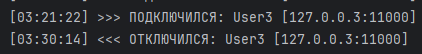 [03:21:22] >>> ПОДКЛЮЧИЛСЯ: User3 [127.0.0.3:11000]
[03:30:14] <<< ОТКЛЮЧИЛСЯ: User3 [127.0.0.3:11000]